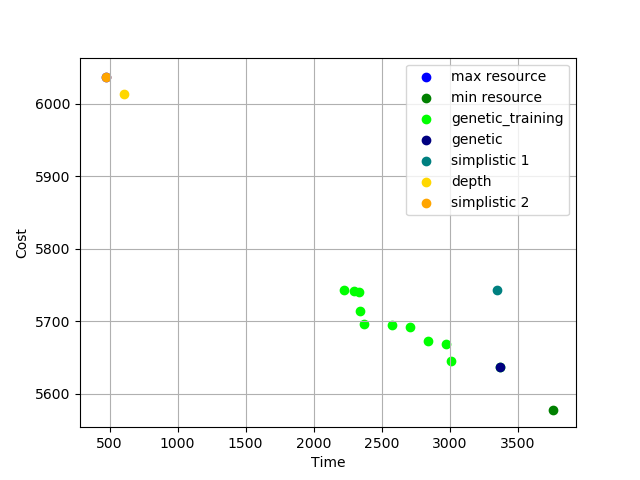 max resource
min resource
genetic_training
genetic
simplistic 1
depth
simplistic 2
6000
5900
5800
5700
5600
Cost
500
1000
1500
2000
2500
3000
3500
Time